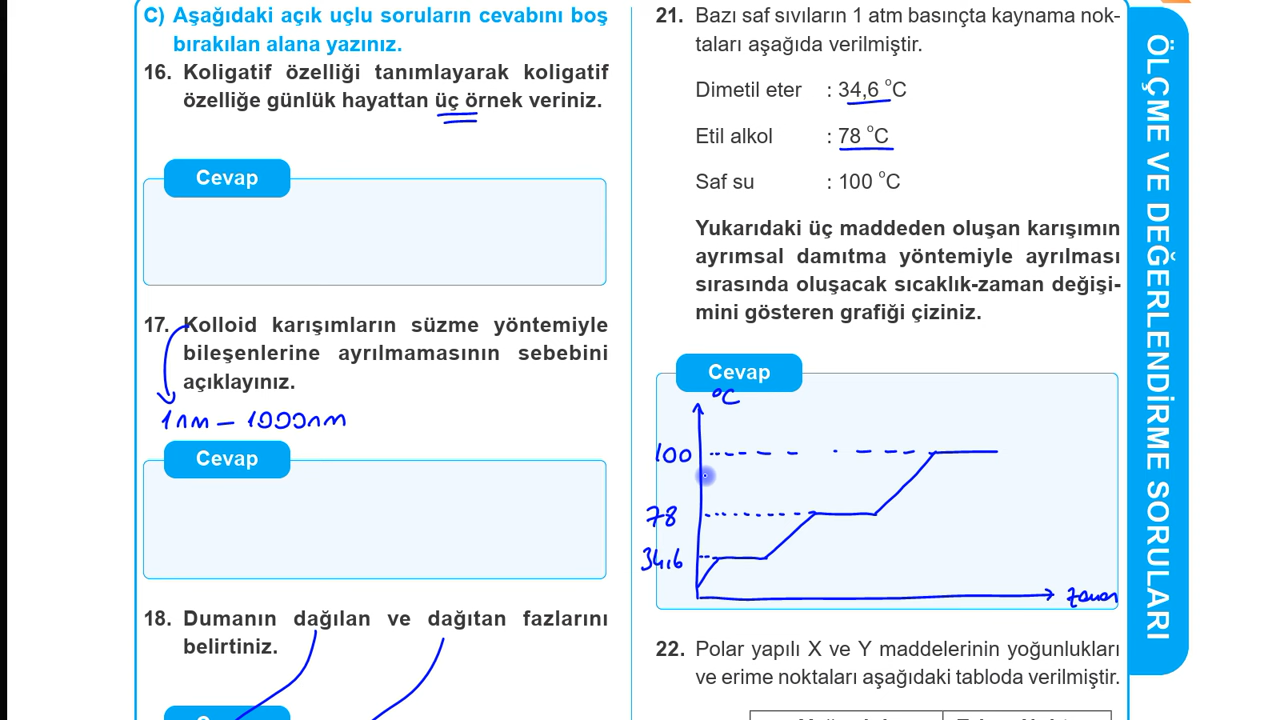 C) Aşağıdaki açık uçlu soruların cevabını boş
bırakılan alana yazınız.
16. Koligatif özelliği tanımlayarak koligatif
özelliğe günlük hayattan üç örnek veriniz.
Cevap
17. Kolloid karışımların süzme yöntemiyle
bileşenlerine ayrılmamasının sebebini
açıklayınız.
1nm - 1000nm
Cevap
18. Dumanın dağılan ve dağıtan fazlarını
belirtiniz.
21. Bazı saf sıvıların 1 atm basınçta kaynama nok-
taları aşağıda verilmiştir.
Dimetil eter : 34,6 °C
Etil alkol : 78 °C
Saf su : 100 °C
Yukarıdaki üç maddeden oluşan karışımın
ayrımsal damıtma yöntemiyle ayrılması
sırasında oluşacak sıcaklık-zaman değişi-
mini gösteren grafiği çiziniz.
Cevap
°C
100
78
34,6
zaman
22. Polar yapılı X ve Y maddelerinin yoğunlukları
ve erime noktaları aşağıdaki tabloda verilmiştir.
ÖLÇME VE DEĞERLENDİRME SORULARI